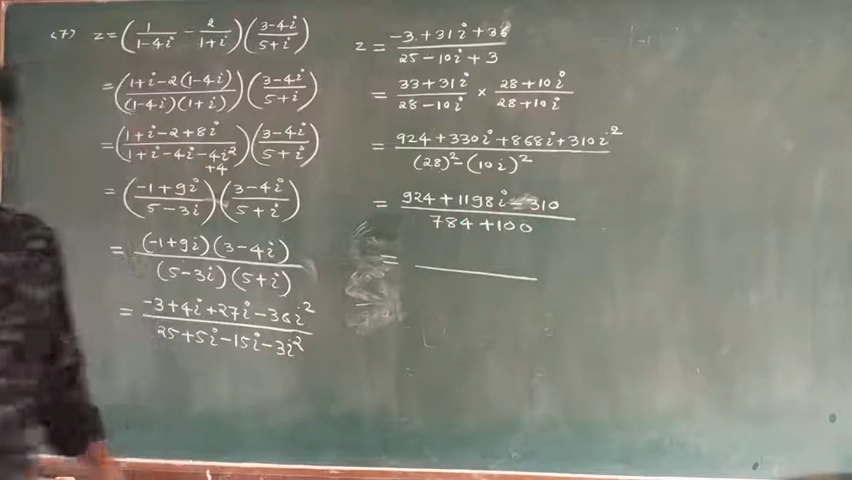 (7) z = (1/(1-4i) - 2/(1+i)) ((3-4i)/(5+i))
= ((1+i-2(1-4i))/((1-4i)(1+i))) ((3-4i)/(5+i))
= ((1+i-2+8i)/(1+i-4i-4i²)) ((3-4i)/(5+i))
+4
= ((-1+9i)/(5-3i)) ((3-4i)/(5+i))
= ((-1+9i)(3-4i))/((5-3i)(5+i))
= (-3+4i+27i-36i²)/(25+5i-15i-3i²)
z = (-3+31i+36)/(25-10i+3)
= (33+31i)/(28-10i) × (28+10i)/(28+10i)
= (924+330i+868i+310i²)/((28)²-(10i)²)
= (924+1198i-310)/(784+100)
=